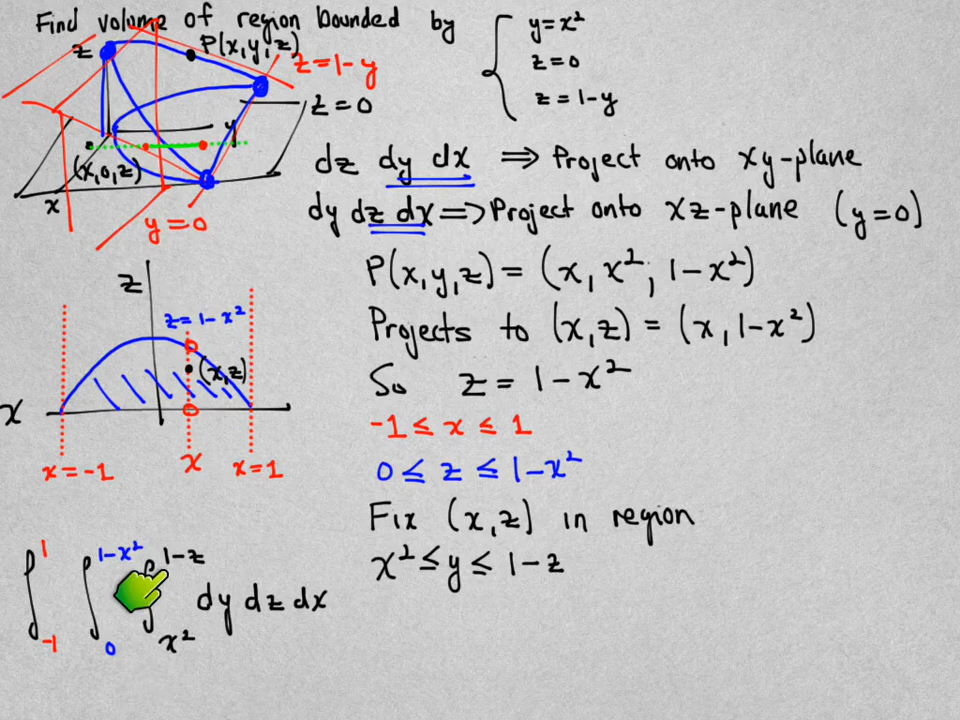 Find volume of region bounded by
y=x²
z=0
z=1-y
z
P(x,y,z)
z=1-y
z=0
y
(x,0,z)
x
y=0
dz dy dx ⇒ Project onto xy-plane
dy dz dx ⇒ Project onto xz-plane (y=0)
P(x,y,z) = (x, x², 1-x²)
Projects to (x,z) = (x, 1-x²)
So z = 1-x²
-1 ≤ x ≤ 1
0 ≤ z ≤ 1-x²
Fix (x,z) in region
x² ≤ y ≤ 1-z
z
z=1-x²
(x,z)
x
x=-1
x
x=1
∫₋₁¹ ∫₀^(1-x²) ∫_(x²)^(1-z) dy dz dx